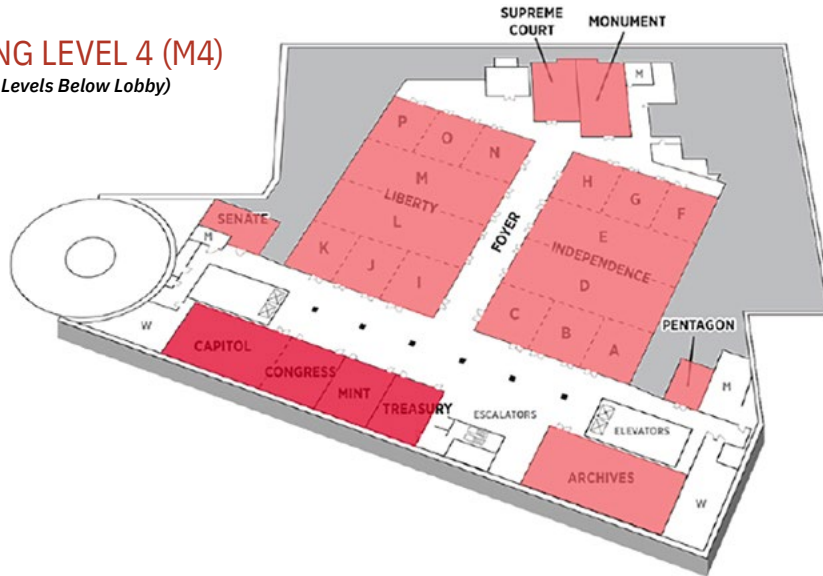 NG LEVEL 4 (M4)
Levels Below Lobby)
SUPREME
COURT
MONUMENT
M
P
O
N
M
LIBERTY
L
K
J
I
H
G
F
E
INDEPENDENCE
D
C
B
A
FOYER
SENATE
M
W
CAPITOL
CONGRESS
MINT
TREASURY
ESCALATORS
ELEVATORS
PENTAGON
M
ARCHIVES
W